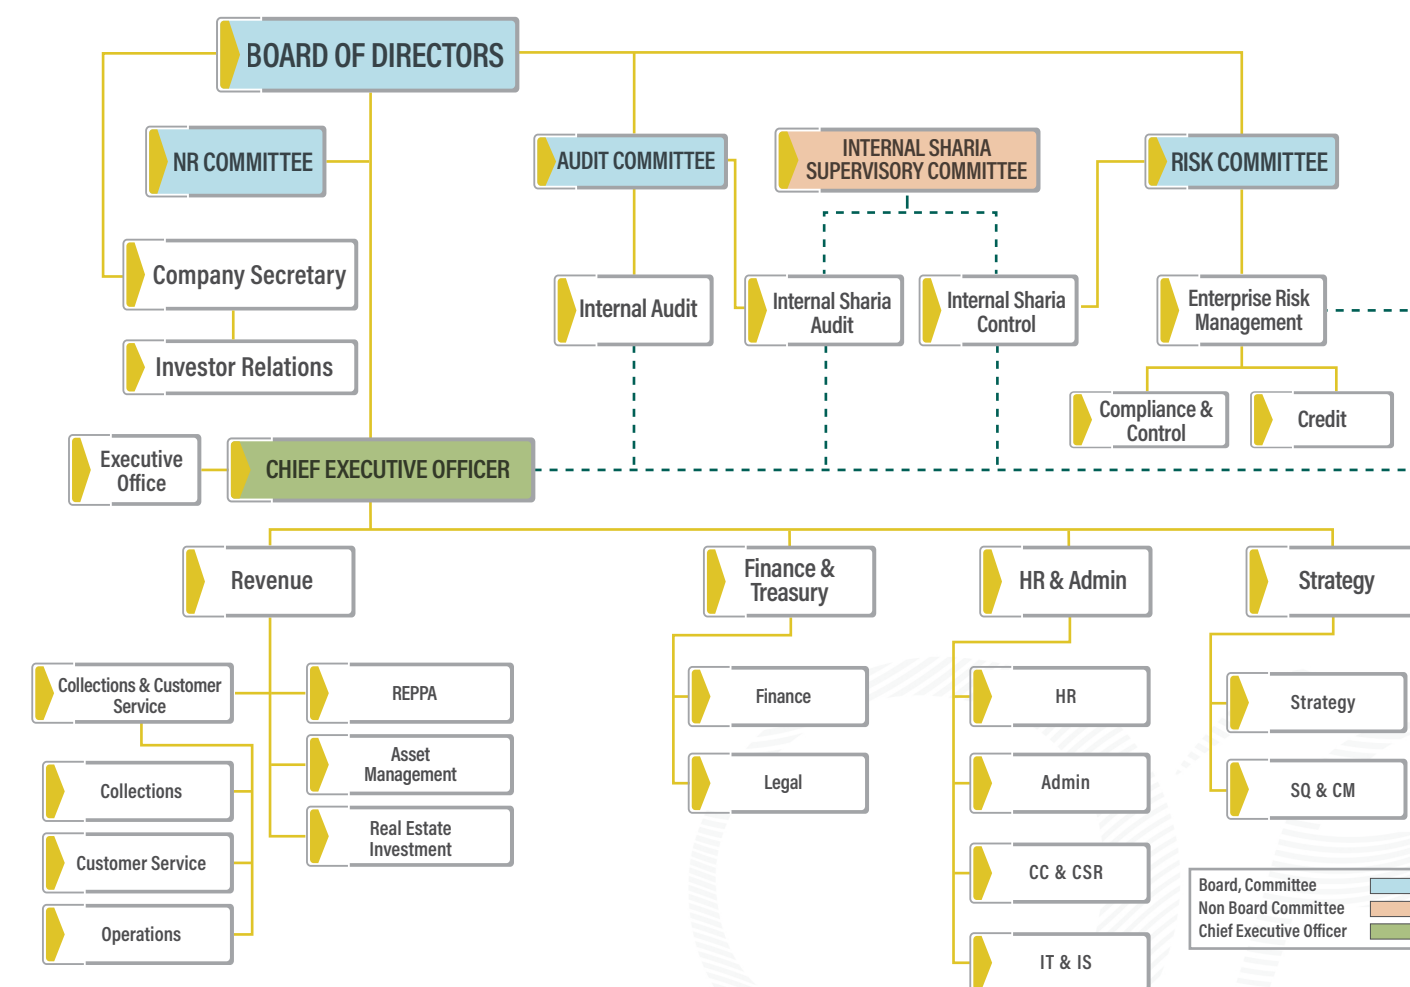 BOARD OF DIRECTORS
NR COMMITTEE
AUDIT COMMITTEE
INTERNAL SHARIA
SUPERVISORY COMMITTEE
RISK COMMITTEE
Company Secretary
Investor Relations
Internal Audit
Internal Sharia
Audit
Internal Sharia
Control
Enterprise Risk
Management
Compliance &
Control
Credit
Executive
Office
CHIEF EXECUTIVE OFFICER
Revenue
Finance &
Treasury
HR & Admin
Strategy
Collections & Customer
Service
REPPA
Asset
Management
Real Estate
Investment
Collections
Customer Service
Operations
Finance
Legal
HR
Admin
CC & CSR
IT & IS
Strategy
SQ & CM
Board, Committee
Non Board Committee
Chief Executive Officer